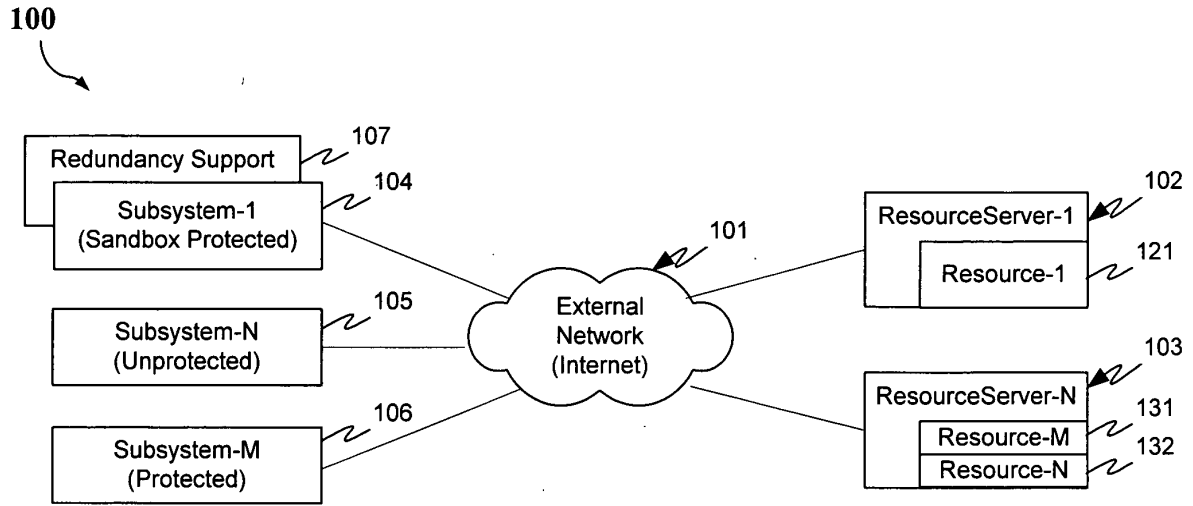 100
Redundancy Support
107
Subsystem-1
(Sandbox Protected)
104
Subsystem-N
(Unprotected)
105
Subsystem-M
(Protected)
106
External
Network
(Internet)
101
ResourceServer-1
102
Resource-1
121
ResourceServer-N
103
Resource-M
131
Resource-N
132